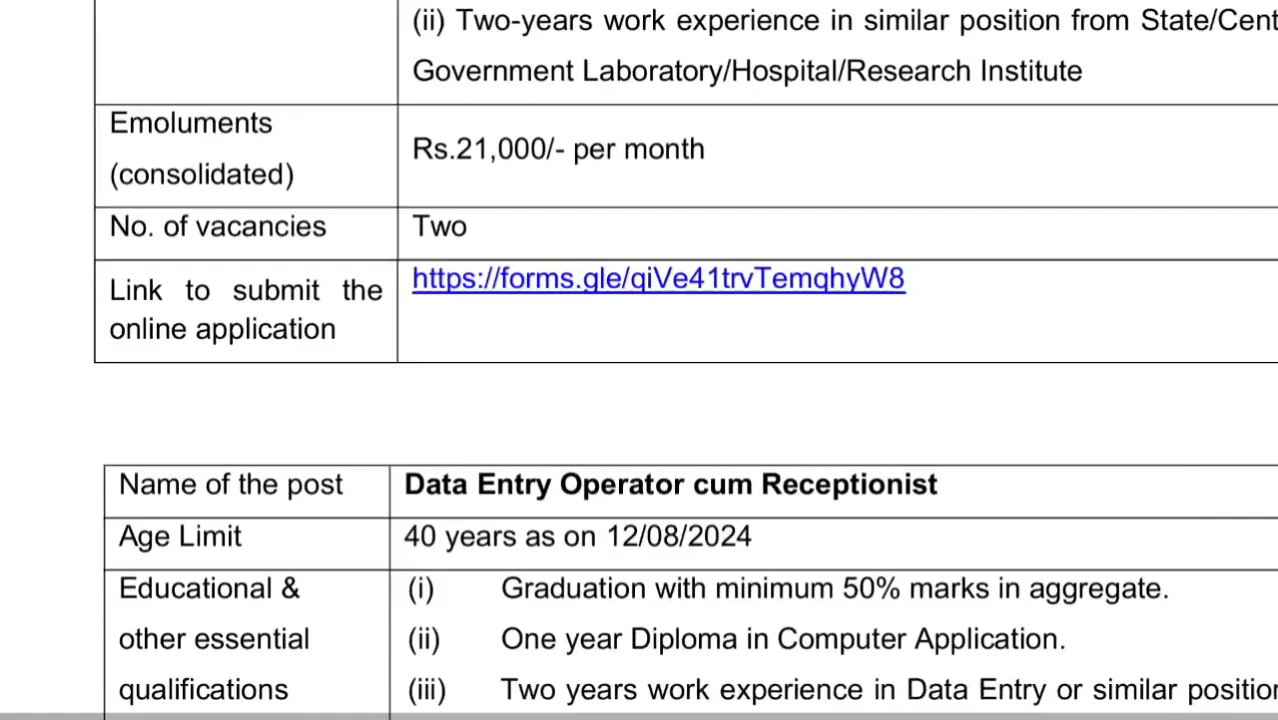 (ii) Two-years work experience in similar position from State/Cent
Government Laboratory/Hospital/Research Institute
Emoluments
(consolidated)
Rs.21,000/- per month
No. of vacancies
Two
Link to submit the
online application
https://forms.gle/qiVe41trvTemqhyW8
Name of the post
Data Entry Operator cum Receptionist
Age Limit
40 years as on 12/08/2024
Educational &
other essential
qualifications
(i) Graduation with minimum 50% marks in aggregate.
(ii) One year Diploma in Computer Application.
(iii) Two years work experience in Data Entry or similar position